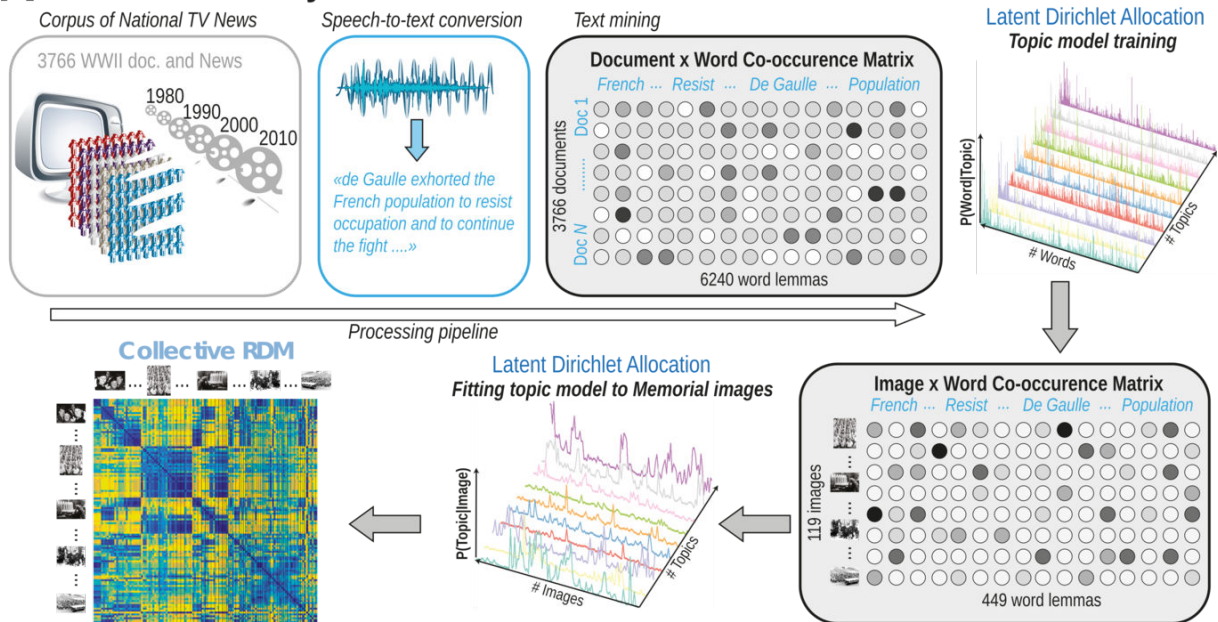 Corpus of National TV News
3766 WWII doc. and News
1980
1990
2000
2010
Speech-to-text conversion
«de Gaulle exhorted the
French population to resist
occupation and to continue
the fight ....»
Text mining
Document x Word Co-occurence Matrix
French ... Resist ... De Gaulle ... Population
Doc 1
.........
Doc N
3766 documents
6240 word lemmas
Latent Dirichlet Allocation
Topic model training
P(Word|Topic)
# Words
# Topics
Processing pipeline
Image x Word Co-occurence Matrix
French ... Resist ... De Gaulle ... Population
119 images
449 word lemmas
Latent Dirichlet Allocation
Fitting topic model to Memorial images
P(Topic|Image)
# Images
# Topics
Collective RDM